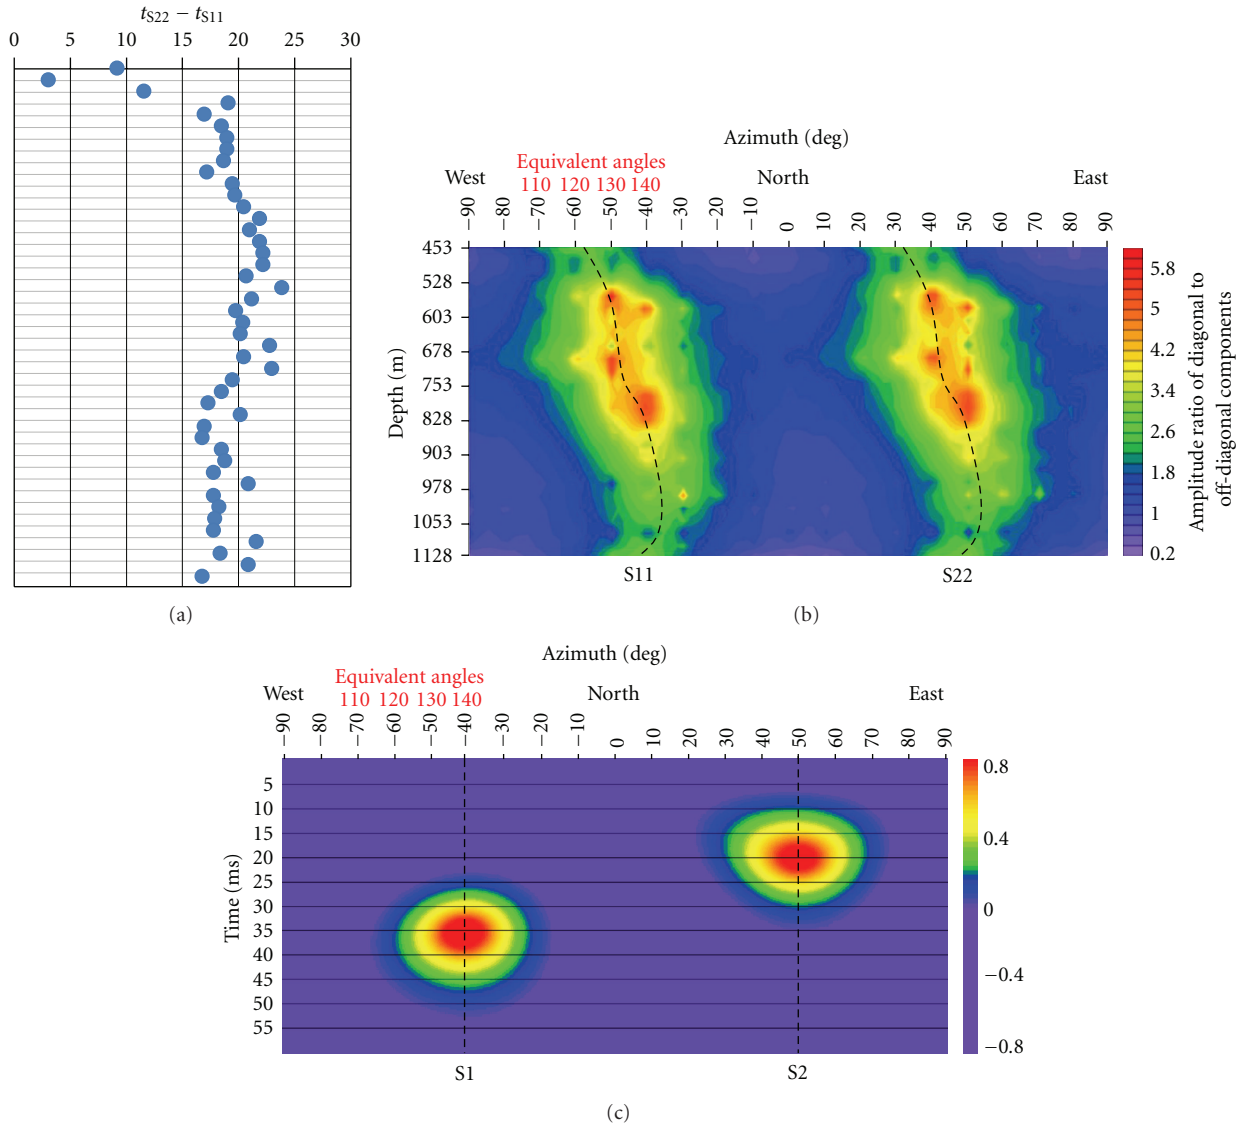 tS22 − tS11
0 5 10 15 20 25 30
(a)
Azimuth (deg)
Equivalent angles
West 110 120 130 140 North East
−90 −80 −70 −60 −50 −40 −30 −20 −10 0 10 20 30 40 50 60 70 80 90
Depth (m)
453
528
603
678
753
828
903
978
1053
1128
S11 S22
5.8
5
4.2
3.4
2.6
1.8
1
0.2
Amplitude ratio of diagonal to
off-diagonal components
(b)
Azimuth (deg)
Equivalent angles
West 110 120 130 140 North East
−90 −80 −70 −60 −50 −40 −30 −20 −10 0 10 20 30 40 50 60 70 80 90
Time (ms)
5
10
15
20
25
30
35
40
45
50
55
S1 S2
0.8
0.4
0
−0.4
−0.8
(c)